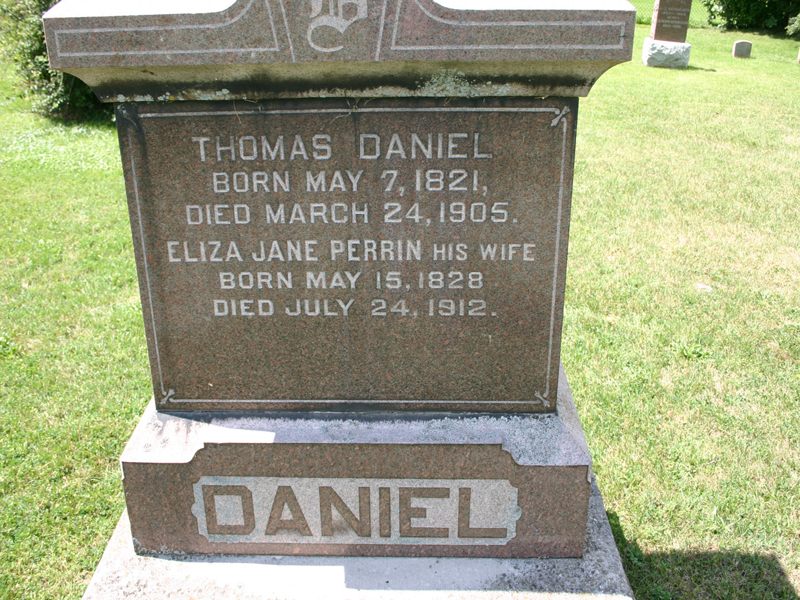 D
THOMAS DANIEL
BORN MAY 7, 1821,
DIED MARCH 24, 1905.
ELIZA JANE PERRIN HIS WIFE
BORN MAY 15, 1828
DIED JULY 24, 1912.
DANIEL